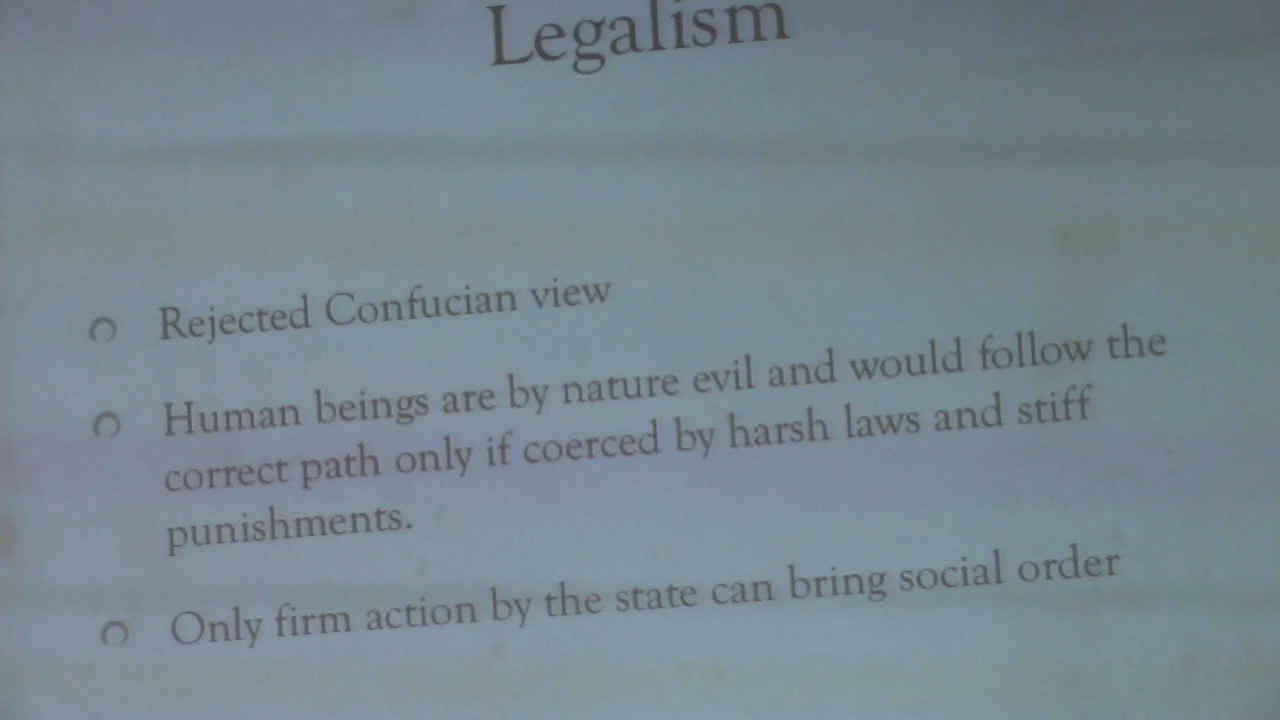 Legalism
Rejected Confucian view
Human beings are by nature evil and would follow the
correct path only if coerced by harsh laws and stiff
punishments.
Only firm action by the state can bring social order